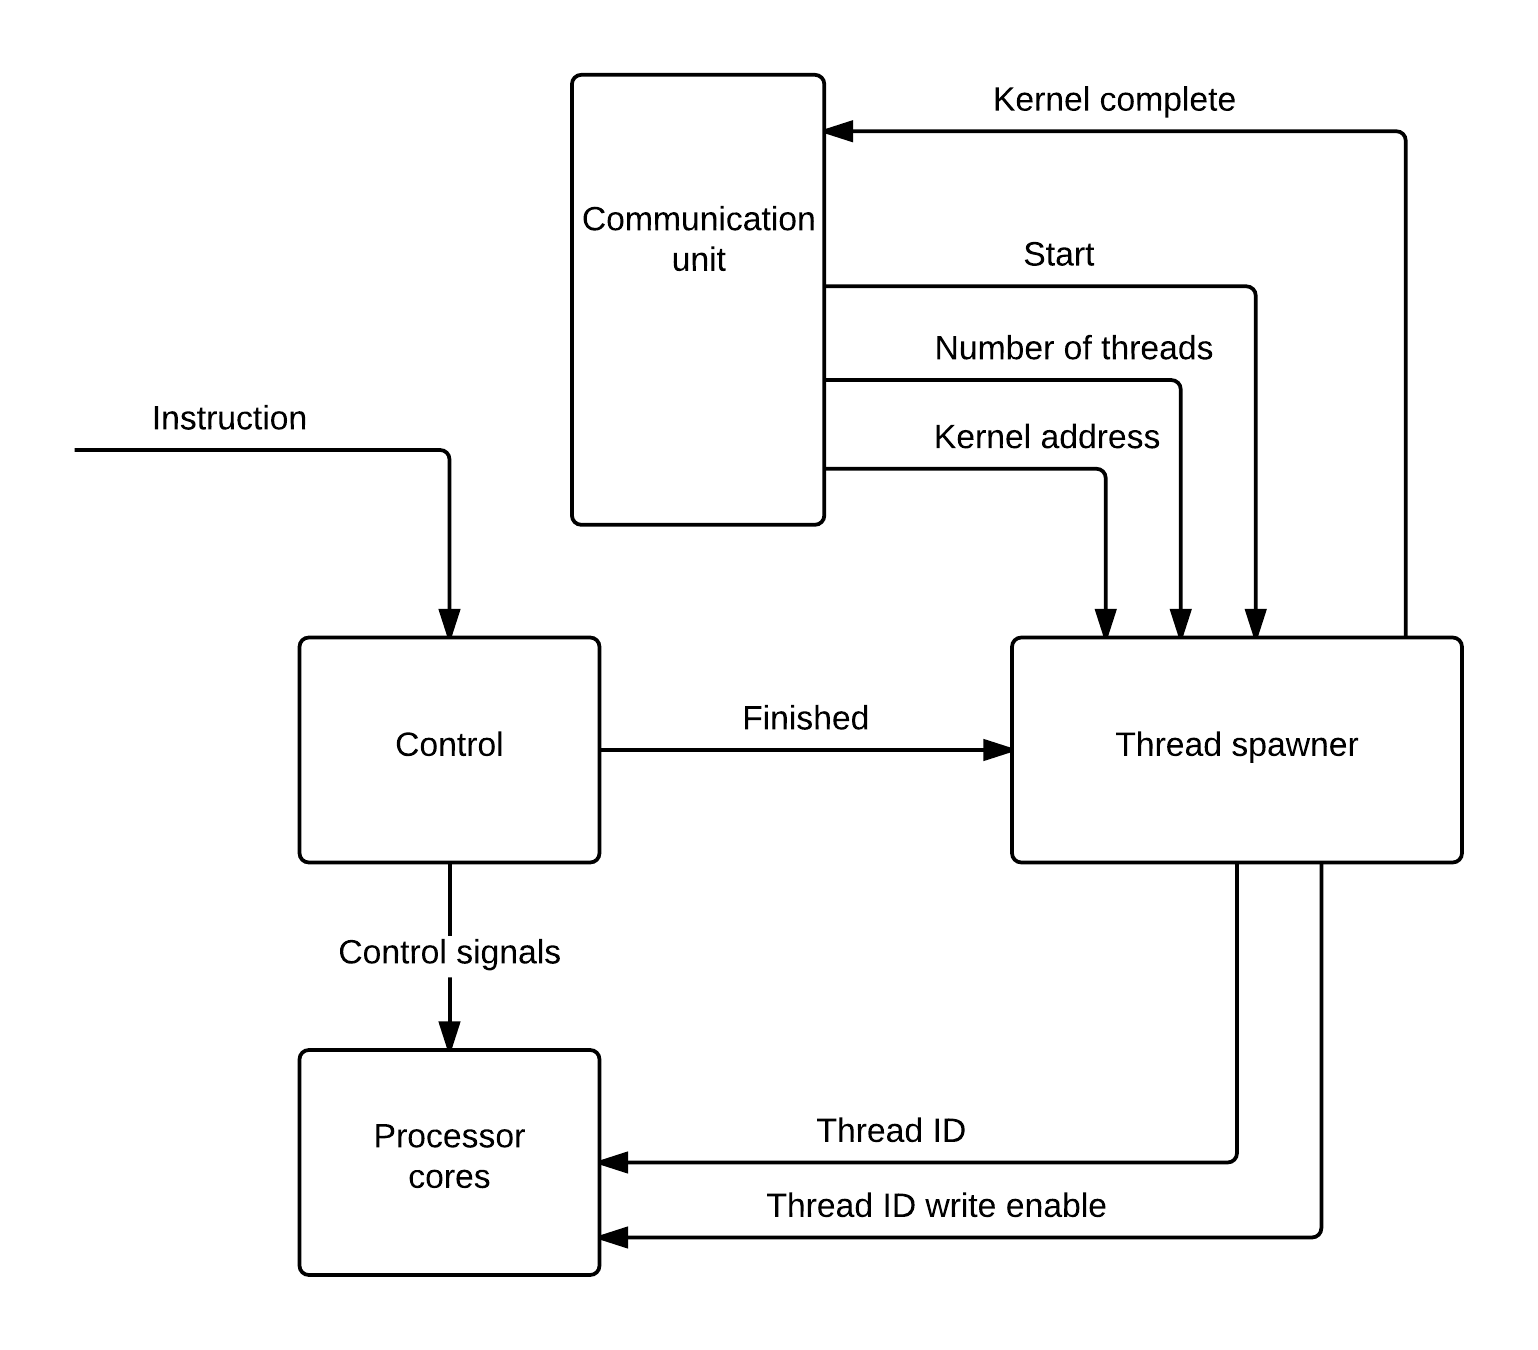 Kernel complete
Communication
unit
Start
Number of threads
Kernel address
Instruction
Finished
Control
Thread spawner
Control signals
Processor
cores
Thread ID
Thread ID write enable